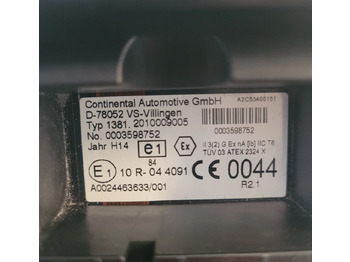 Continental Automotive GmbH A2C53405151
D-78052 VS-Villingen
Typ 1381. 2010009005
No. 0003598752 0003598752
Jahr H14 e1 Ex II 3(2) G Ex nA [ib] IIC T6
84 TÜV 03 ATEX 2324 X
E1 10 R-04 4091 CE 0044
A0024463633/001 R2.1